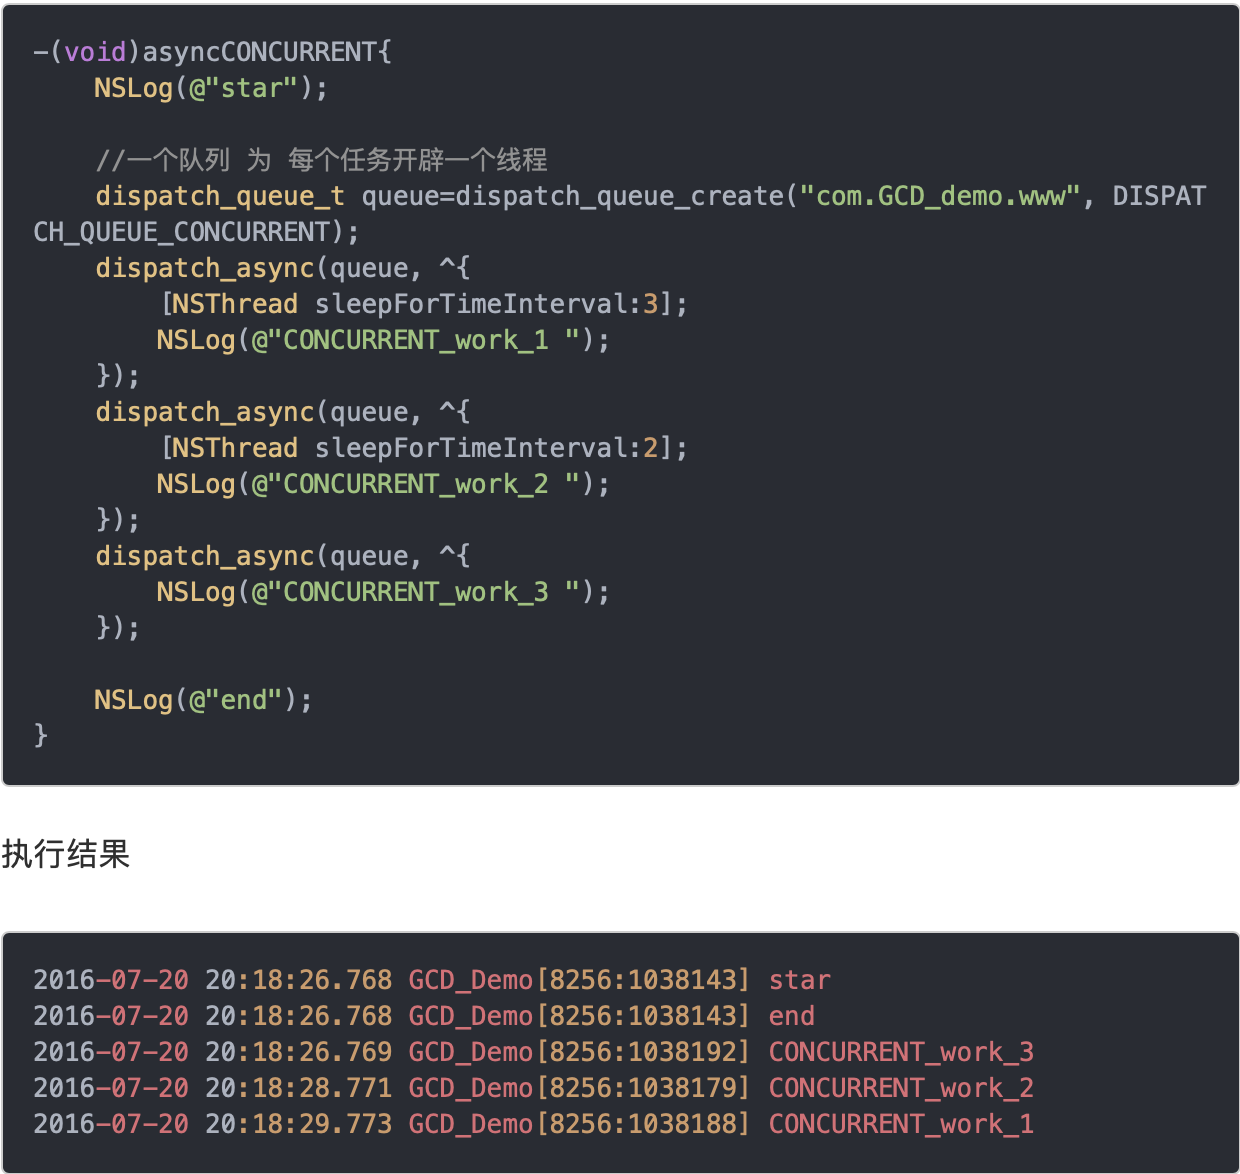 -(void)asyncCONCURRENT{
    NSLog(@"star");

    //一个队列 为 每个任务开辟一个线程
    dispatch_queue_t queue=dispatch_queue_create("com.GCD_demo.www", DISPAT
CH_QUEUE_CONCURRENT);
    dispatch_async(queue, ^{
        [NSThread sleepForTimeInterval:3];
        NSLog(@"CONCURRENT_work_1 ");
    });
    dispatch_async(queue, ^{
        [NSThread sleepForTimeInterval:2];
        NSLog(@"CONCURRENT_work_2 ");
    });
    dispatch_async(queue, ^{
        NSLog(@"CONCURRENT_work_3 ");
    });

    NSLog(@"end");
}
执行结果
2016-07-20 20:18:26.768 GCD_Demo[8256:1038143] star
2016-07-20 20:18:26.768 GCD_Demo[8256:1038143] end
2016-07-20 20:18:26.769 GCD_Demo[8256:1038192] CONCURRENT_work_3
2016-07-20 20:18:28.771 GCD_Demo[8256:1038179] CONCURRENT_work_2
2016-07-20 20:18:29.773 GCD_Demo[8256:1038188] CONCURRENT_work_1